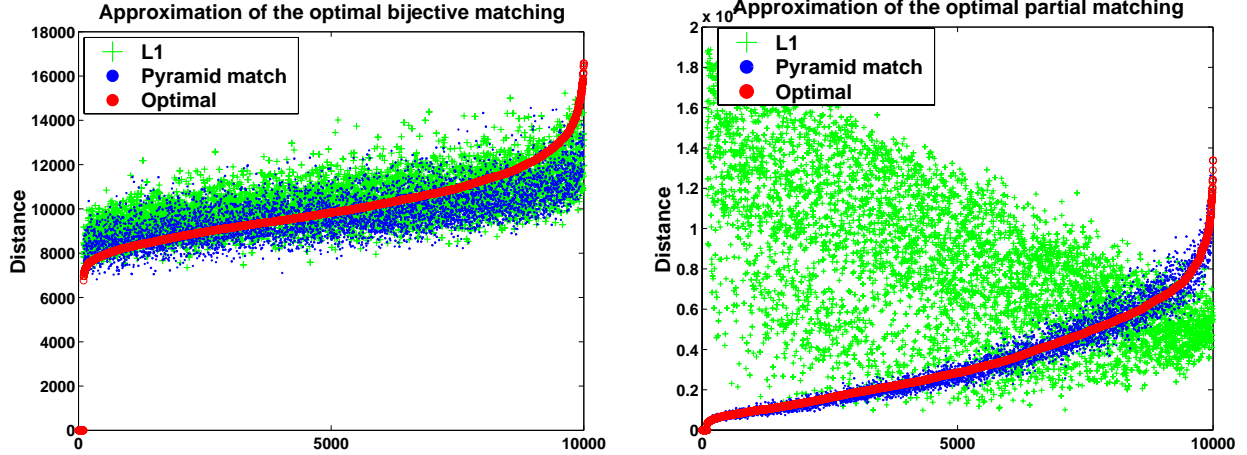 Approximation of the optimal bijective matching
18000
16000
14000
12000
10000
8000
6000
4000
2000
0
Distance
L1
Pyramid match
Optimal
0
5000
10000
Approximation of the optimal partial matching
2
1.8
1.6
1.4
1.2
1
0.8
0.6
0.4
0.2
0
x 10
Distance
L1
Pyramid match
Optimal
0
5000
10000